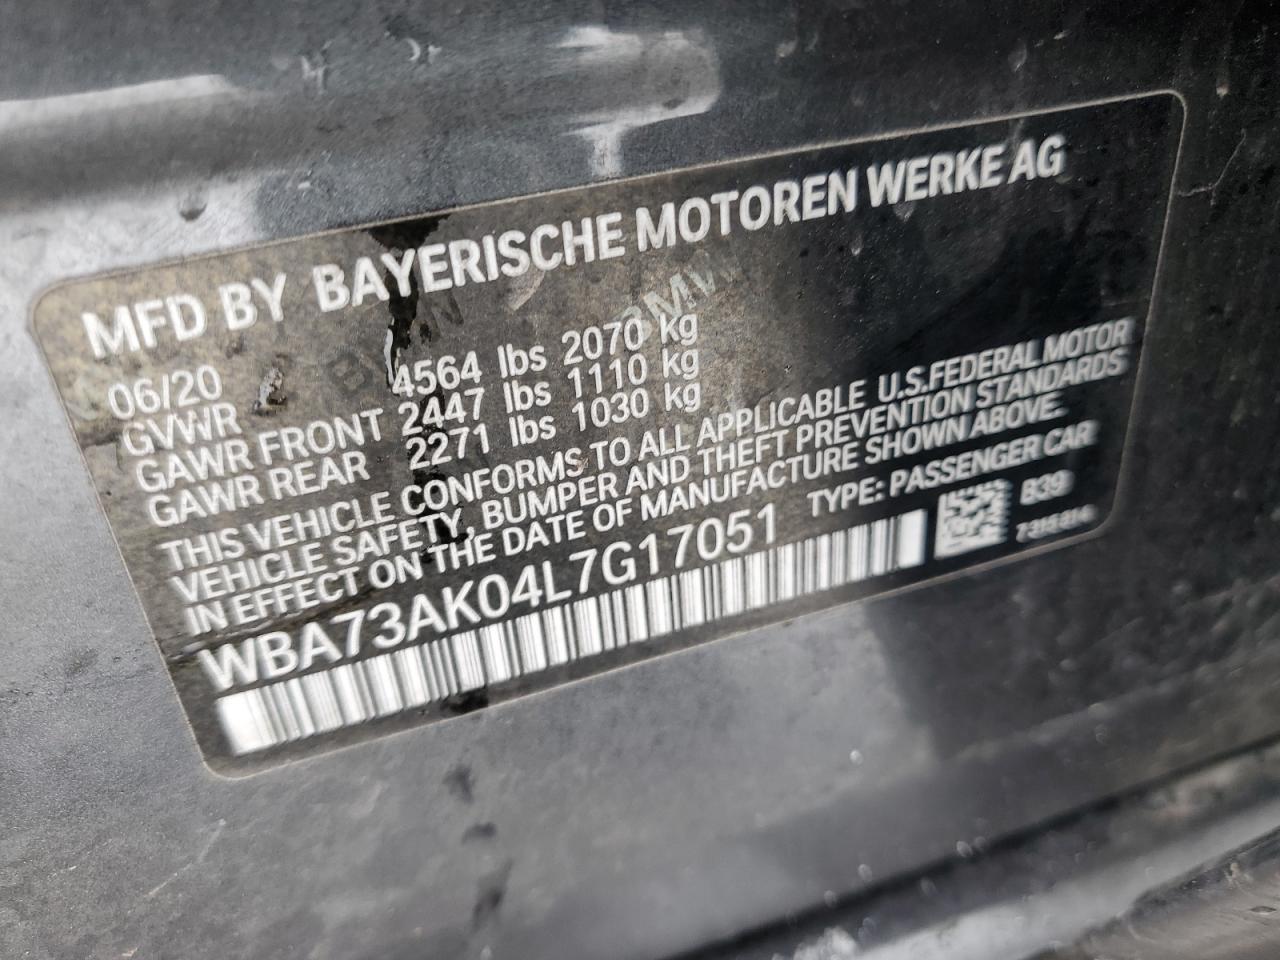 MFD BY BAYERISCHE MOTOREN WERKE AG
06/20
GVWR 4564 lbs 2070 kg
GAWR FRONT 2447 lbs 1110 kg
GAWR REAR 2271 lbs 1030 kg
THIS VEHICLE CONFORMS TO ALL APPLICABLE U.S.FEDERAL MOTOR
VEHICLE SAFETY, BUMPER AND THEFT PREVENTION STANDARDS
IN EFFECT ON THE DATE OF MANUFACTURE SHOWN ABOVE.
WBA73AK04L7G17051 TYPE: PASSENGER CAR
B39